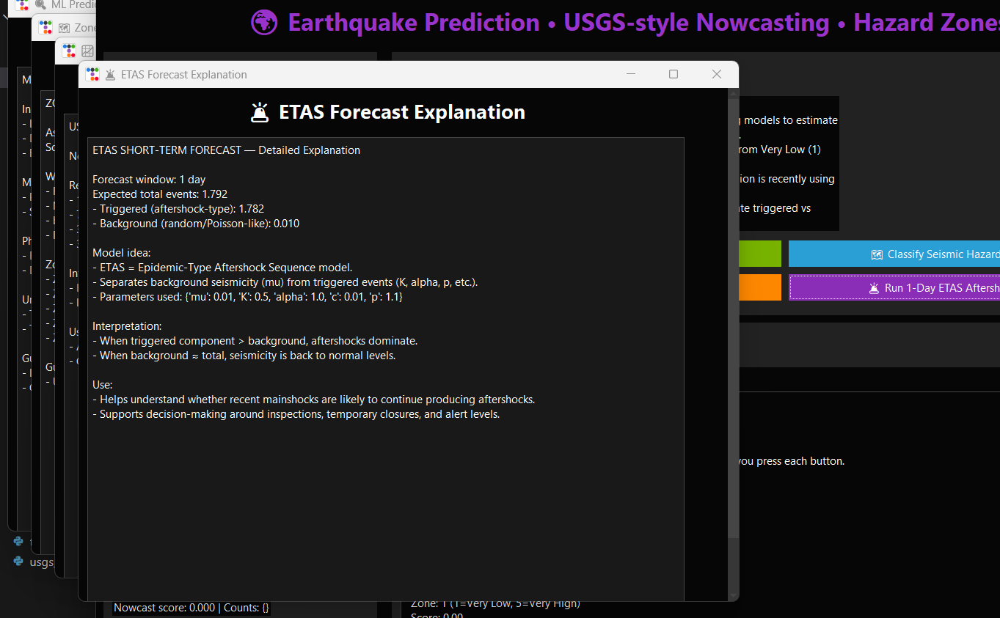 ML Predi
Zone
Earthquake Prediction • USGS-style Nowcasting • Hazard Zones
ETAS Forecast Explanation
ETAS Forecast Explanation
ETAS SHORT-TERM FORECAST — Detailed Explanation
Forecast window: 1 day
Expected total events: 1.792
- Triggered (aftershock-type): 1.782
- Background (random/Poisson-like): 0.010
Model idea:
- ETAS = Epidemic-Type Aftershock Sequence model.
- Separates background seismicity (mu) from triggered events (K, alpha, p, etc.).
- Parameters used: {'mu': 0.01, 'K': 0.5, 'alpha': 1.0, 'c': 0.01, 'p': 1.1}
Interpretation:
- When triggered component > background, aftershocks dominate.
- When background ≈ total, seismicity is back to normal levels.
Use:
- Helps understand whether recent mainshocks are likely to continue producing aftershocks.
- Supports decision-making around inspections, temporary closures, and alert levels.
g models to estimate
rom Very Low (1)
ion is recently using
te triggered vs
Classify Seismic Hazard
Run 1-Day ETAS Aftersh
you press each button.
usgs_
Nowcast score: 0.000 | Counts: {}
Zone: 1 (1=Very Low, 5=Very High)
Score: 0.00